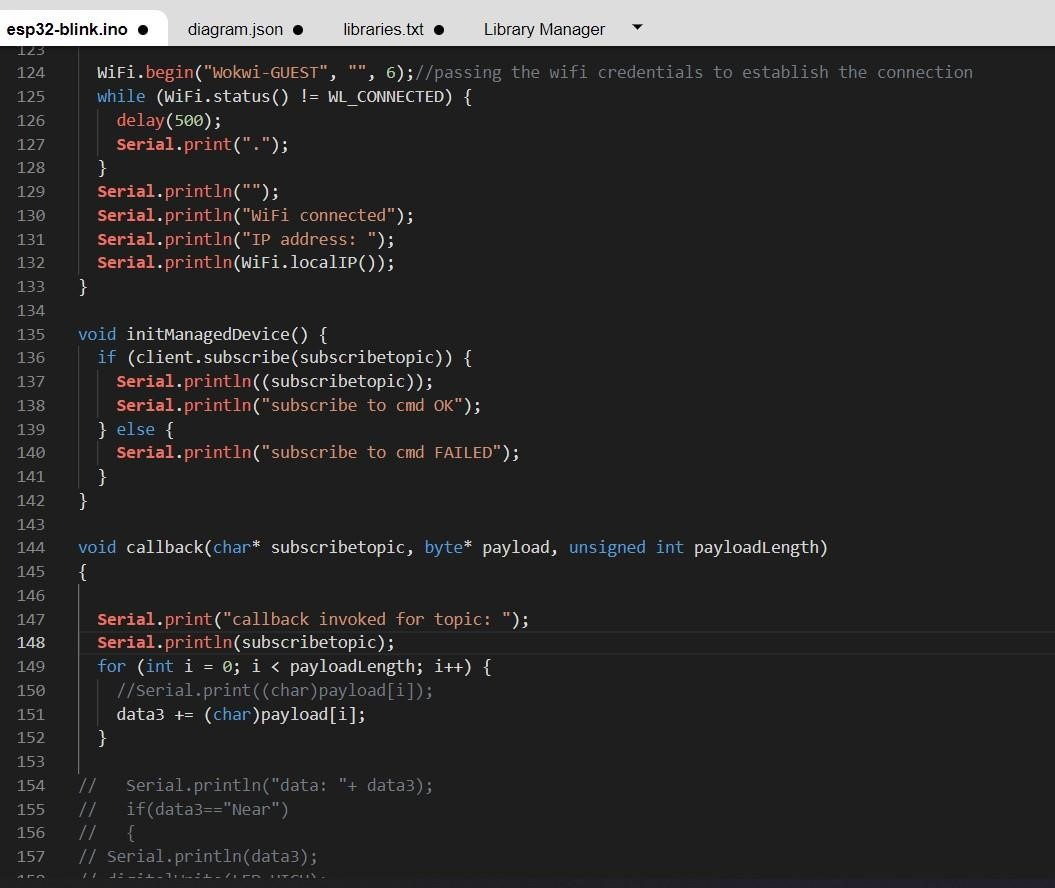 esp32-blink.ino ● diagram.json ● libraries.txt ● Library Manager
123
124 WiFi.begin("Wokwi-GUEST", "", 6);//passing the wifi credentials to establish the connection
125 while (WiFi.status() != WL_CONNECTED) {
126 delay(500);
127 Serial.print(".");
128 }
129 Serial.println("");
130 Serial.println("WiFi connected");
131 Serial.println("IP address: ");
132 Serial.println(WiFi.localIP());
133 }
134
135 void initManagedDevice() {
136 if (client.subscribe(subscribetopic)) {
137 Serial.println((subscribetopic));
138 Serial.println("subscribe to cmd OK");
139 } else {
140 Serial.println("subscribe to cmd FAILED");
141 }
142 }
143
144 void callback(char* subscribetopic, byte* payload, unsigned int payloadLength)
145 {
146
147 Serial.print("callback invoked for topic: ");
148 Serial.println(subscribetopic);
149 for (int i = 0; i < payloadLength; i++) {
150 //Serial.print((char)payload[i]);
151 data3 += (char)payload[i];
152 }
153
154 // Serial.println("data: "+ data3);
155 // if(data3=="Near")
156 // {
157 // Serial.println(data3);
158 // digitalWrite(LED,HIGH);